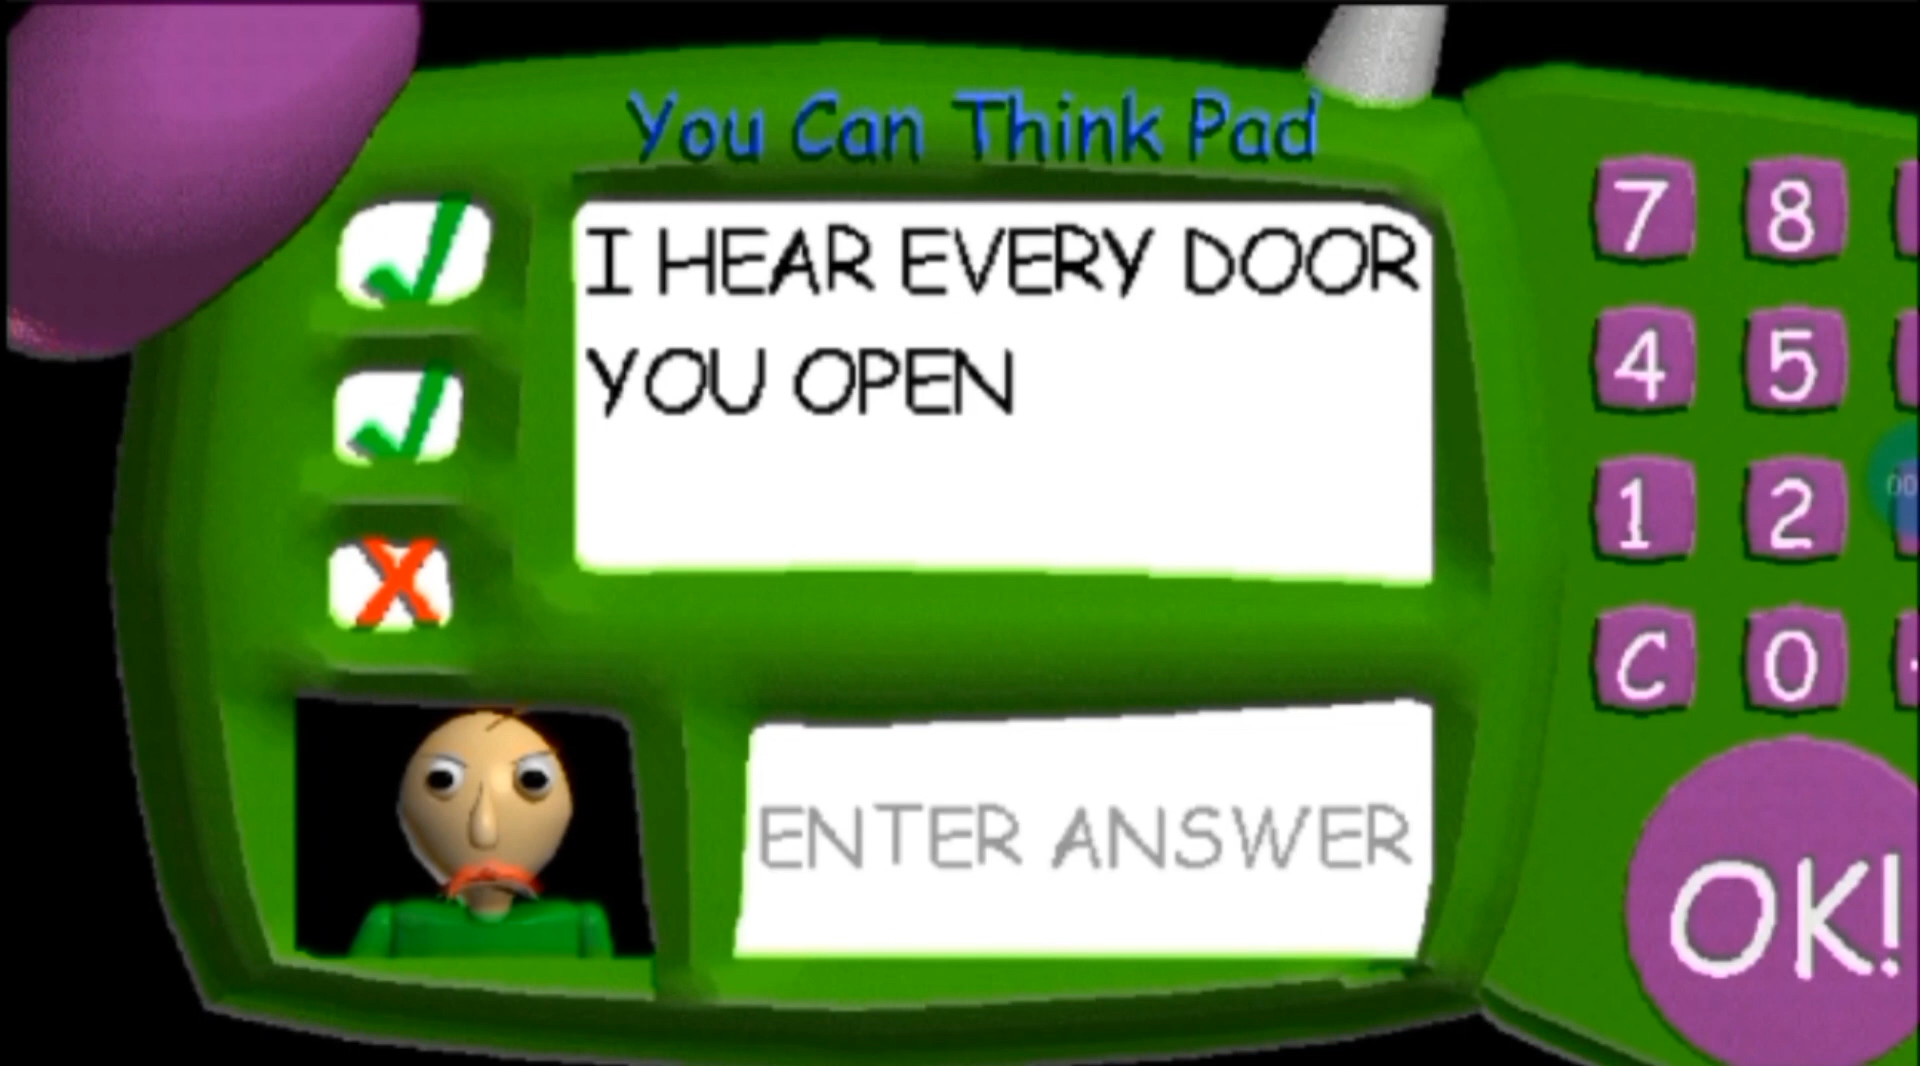 You Can Think Pad
I HEAR EVERY DOOR
YOU OPEN
7 8
4 5
1 2
C 0
ENTER ANSWER
OK!